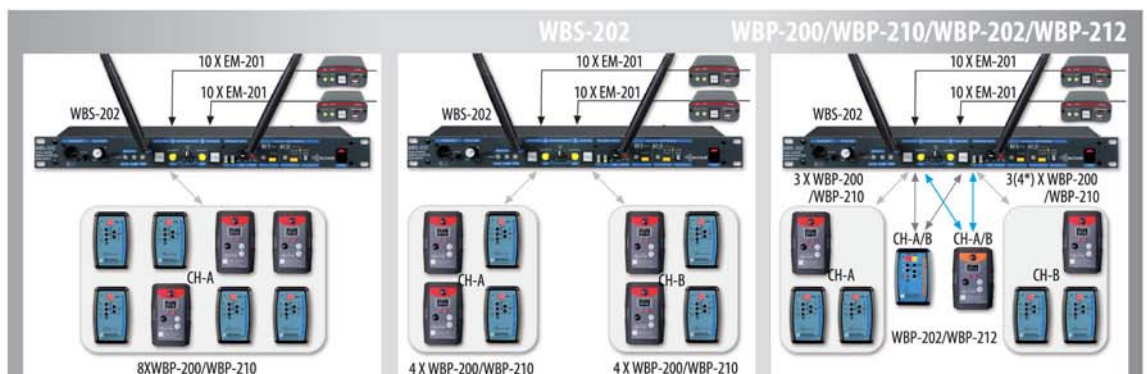 WBS-202
WBP-200/WBP-210/WBP-202/WBP-212
10 X EM-201
10 X EM-201
WBS-202
CH-A
8XWBP-200/WBP-210
10 X EM-201
10 X EM-201
WBS-202
CH-A
CH-B
4 X WBP-200/WBP-210
4 X WBP-200/WBP-210
10 X EM-201
10 X EM-201
WBS-202
3 X WBP-200
/WBP-210
3(4*) X WBP-200
/WBP-210
CH-A/B
CH-A/B
CH-A
CH-B
WBP-202/WBP-212